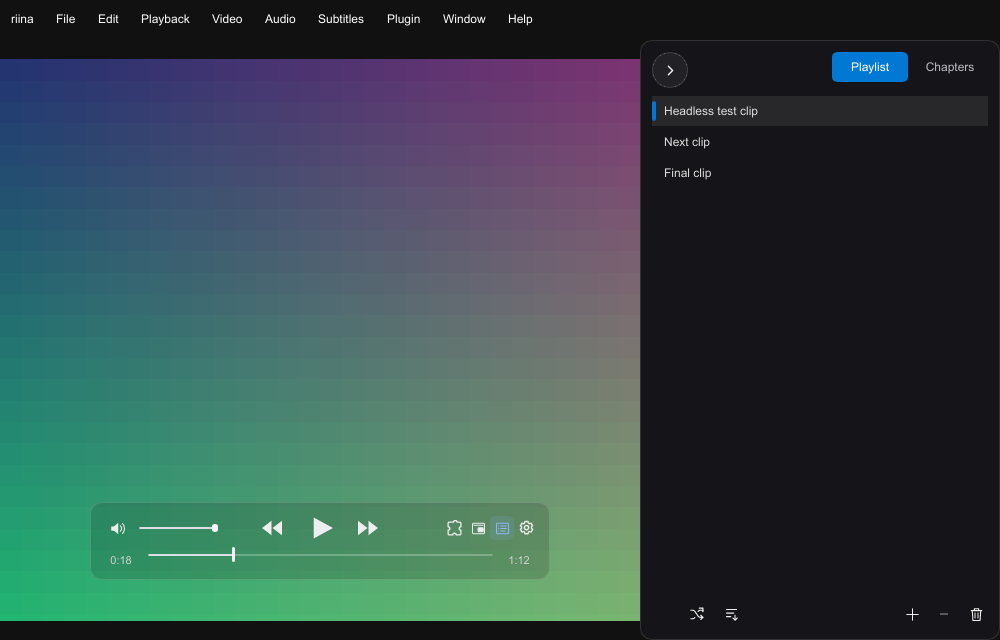 riina File Edit Playback Video Audio Subtitles Plugin Window Help
Playlist Chapters
Headless test clip
Next clip
Final clip
0:18 1:12